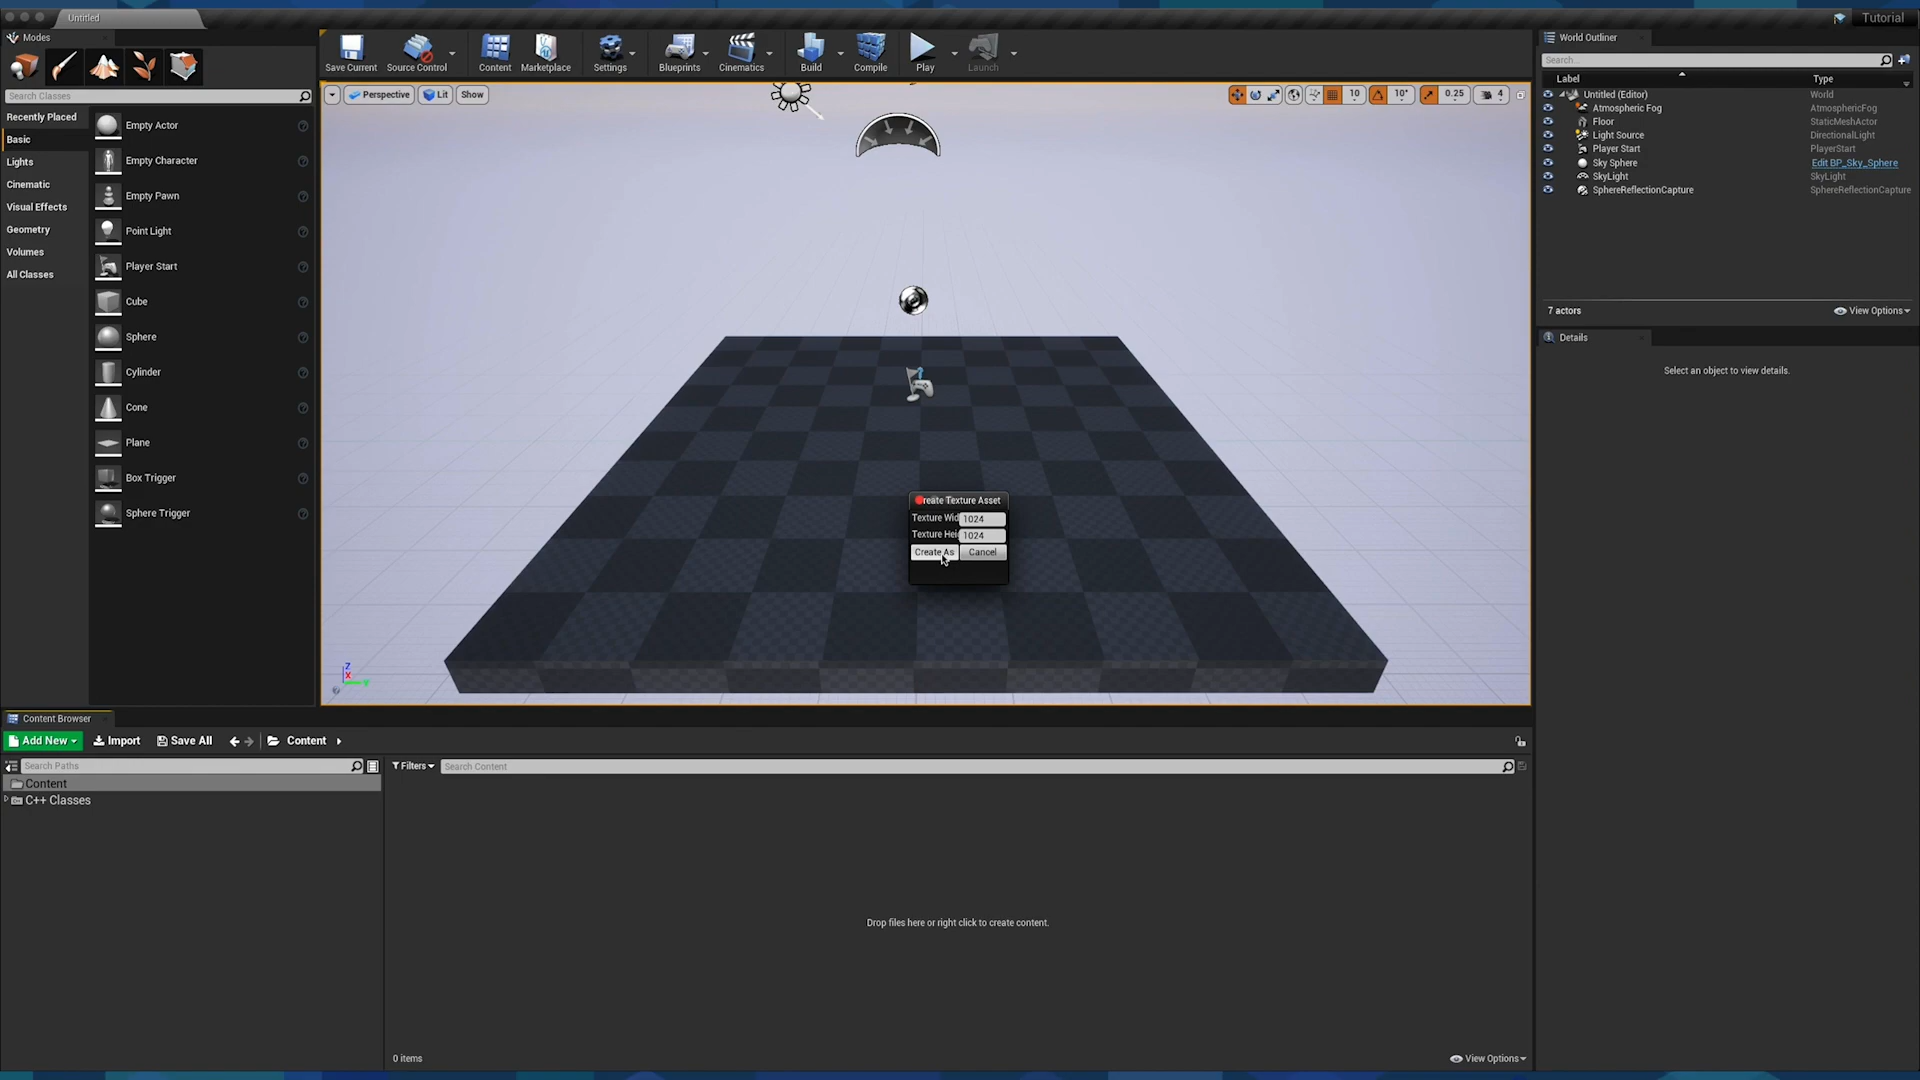 Untitled
Tutorial
Modes
Save Current
Source Control
Content
Marketplace
Settings
Blueprints
Cinematics
Build
Compile
Play
Launch
World Outliner
Search...
Label
Type
Untitled (Editor)
World
Atmospheric Fog
AtmosphericFog
Floor
StaticMeshActor
Light Source
DirectionalLight
Player Start
PlayerStart
Sky Sphere
Edit BP_Sky_Sphere
SkyLight
SkyLight
SphereReflectionCapture
SphereReflectionCapture
7 actors
View Options
Details
Select an object to view details.
Search Classes
Recently Placed
Basic
Lights
Cinematic
Visual Effects
Geometry
Volumes
All Classes
Empty Actor
Empty Character
Empty Pawn
Point Light
Player Start
Cube
Sphere
Cylinder
Cone
Plane
Box Trigger
Sphere Trigger
Perspective
Lit
Show
10
10°
0.25
4
reate Texture Asset
Texture Wid
1024
Texture Hei
1024
Create As
Cancel
Z
X
Y
Content Browser
Add New
Import
Save All
Content
Search Paths
Content
C++ Classes
Filters
Search Content
Drop files here or right click to create content.
0 items
View Options